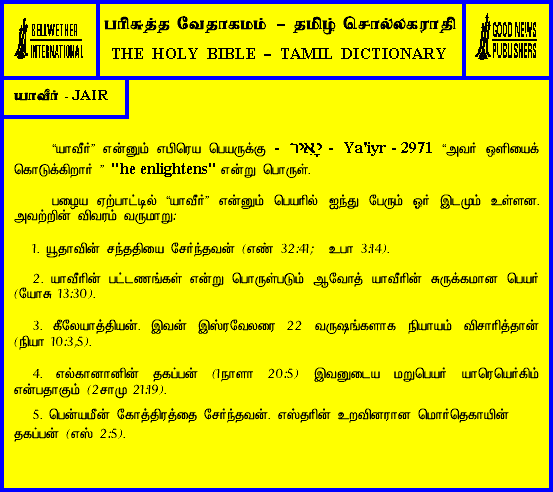 BELLWETHER
INTERNATIONAL
பரிசுத்த வேதாகமம் – தமிழ் சொல்லகராதி
THE HOLY BIBLE – TAMIL DICTIONARY
GOOD NEWS
PUBLISHERS
யாவீர் - JAIR
“யாவீர்” என்னும் எபிரெய பெயருக்கு - יָאִיר - Ya'iyr - 2971 “அவர் ஒளியைக்
கொடுக்கிறார் ” "he enlightens" என்று பொருள்.
பழைய ஏற்பாட்டில் “யாவீர்” என்னும் பெயரில் ஐந்து பேரும் ஓர் இடமும் உள்ளன.
அவற்றின் விவரம் வருமாறு:
1. யூதாவின் சந்ததியை சேர்ந்தவன் (எண் 32:41; உபா 3:14).
2. யாவீரின் பட்டணங்கள் என்று பொருள்படும் ஆவோத் யாவீரின் சுருக்கமான பெயர்
(யோசு 13:30).
3. கீலேயாத்தியன். இவன் இஸ்ரவேலரை 22 வருஷங்களாக நியாயம் விசாரித்தான்
(நியா 10:3,5).
4. எல்கானானின் தகப்பன் (1நாளா 20:5) இவனுடைய மறுபெயர் யாரெயொர்கிம்
என்பதாகும் (2சாமு 21:19).
5. பென்யமீன் கோத்திரத்தை சேர்ந்தவன். எஸ்தரின் உறவினரான மொர்தெகாயின்
தகப்பன் (எஸ் 2:5).